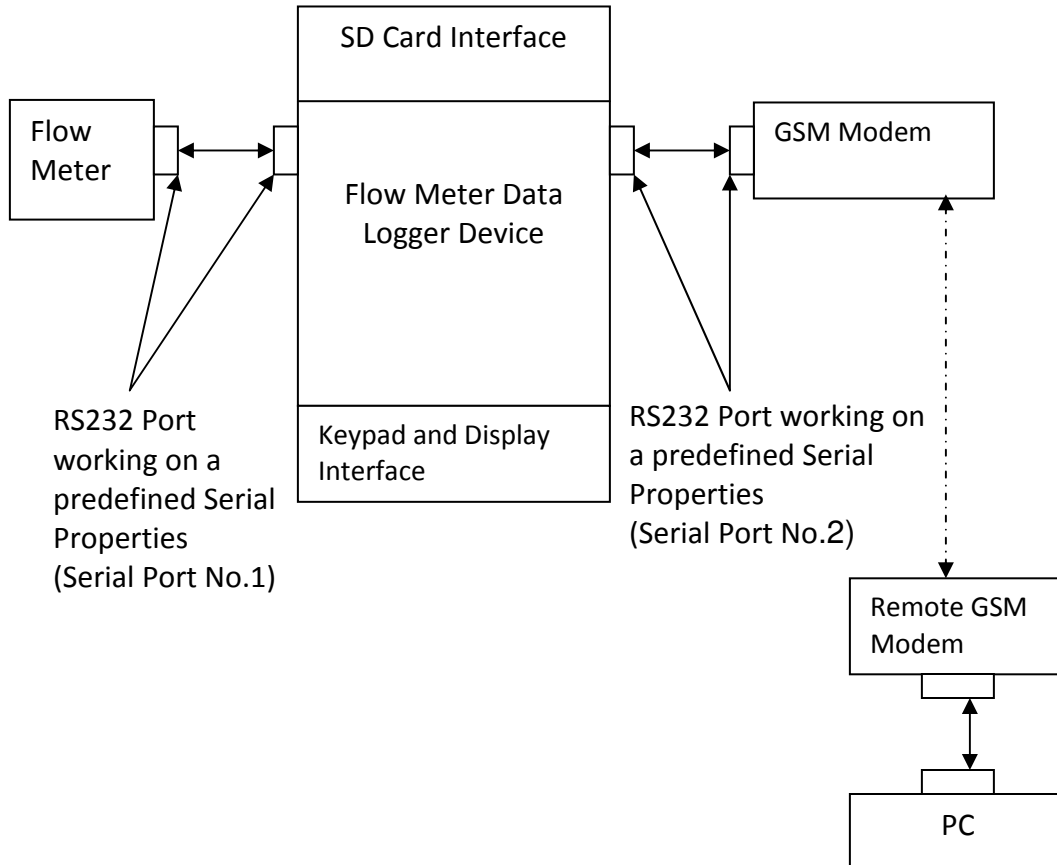 SD Card Interface
Flow
Meter
GSM Modem
Flow Meter Data
Logger Device
RS232 Port
working on a
predefined Serial
Properties
(Serial Port No.1)
Keypad and Display
Interface
RS232 Port working on
a predefined Serial
Properties
(Serial Port No.2)
Remote GSM
Modem
PC